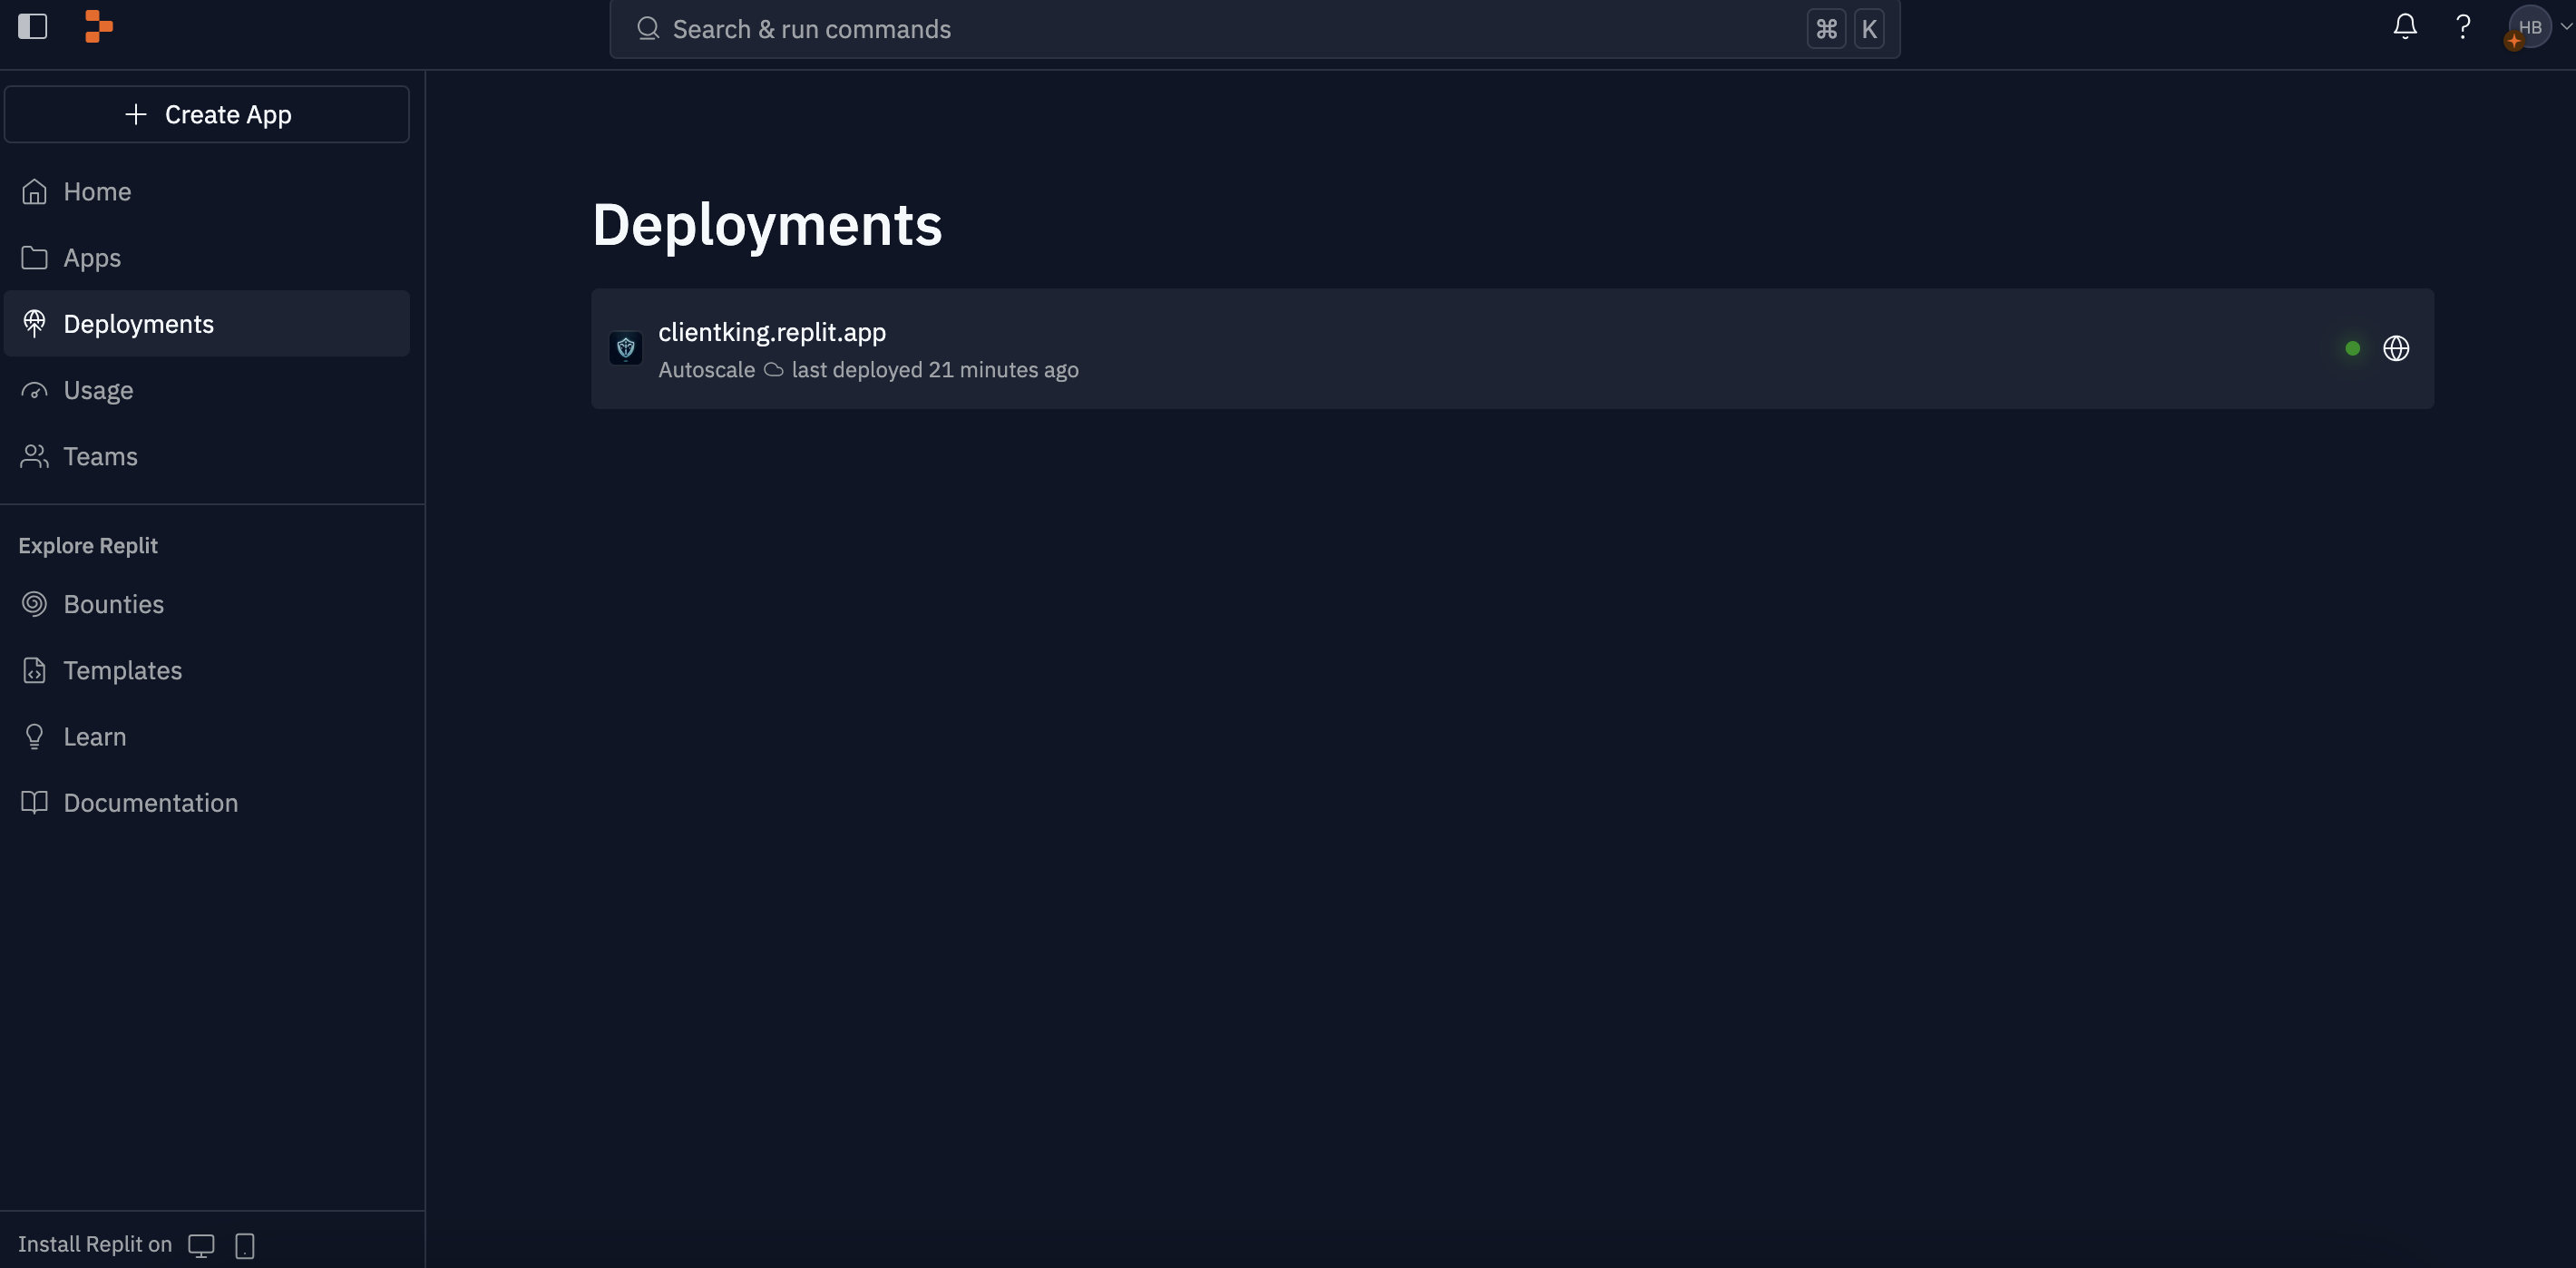 Search & run commands
⌘ K
HB
Create App
Home
Apps
Deployments
Usage
Teams
Explore Replit
Bounties
Templates
Learn
Documentation
Install Replit on
Deployments
clientking.replit.app
Autoscale last deployed 21 minutes ago